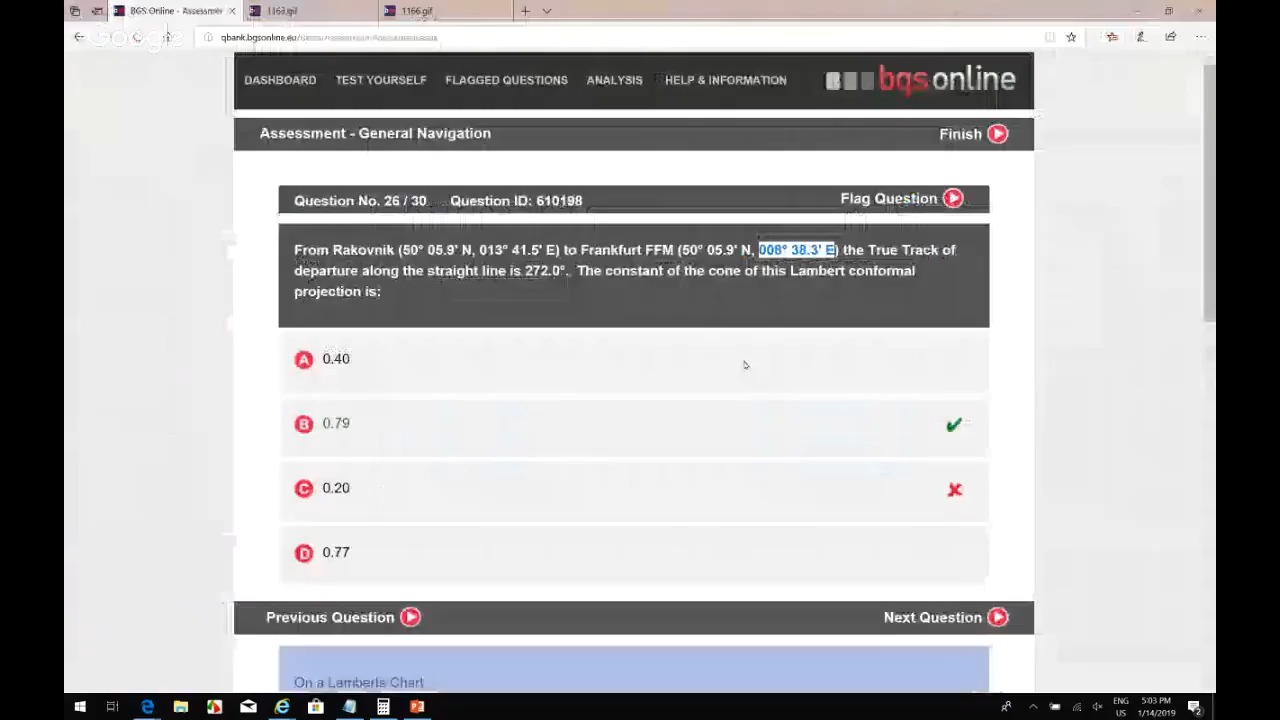 BGS Online - Assessmer
1163.gif
1166.gif
Google
qbank.bgsonline.eu
DASHBOARD TEST YOURSELF FLAGGED QUESTIONS ANALYSIS HELP & INFORMATION bgsonline
Assessment - General Navigation Finish
Question No. 26 / 30 Question ID: 610198 Flag Question
From Rakovnik (50° 05.9' N, 013° 41.5' E) to Frankfurt FFM (50° 05.9' N, 008° 38.3' E) the True Track of
departure along the straight line is 272.0°. The constant of the cone of this Lambert conformal
projection is:
A 0.40
B 0.79
C 0.20
D 0.77
Previous Question Next Question
On a Lamberts Chart
ENG 5:03 PM
US 1/14/2019
2